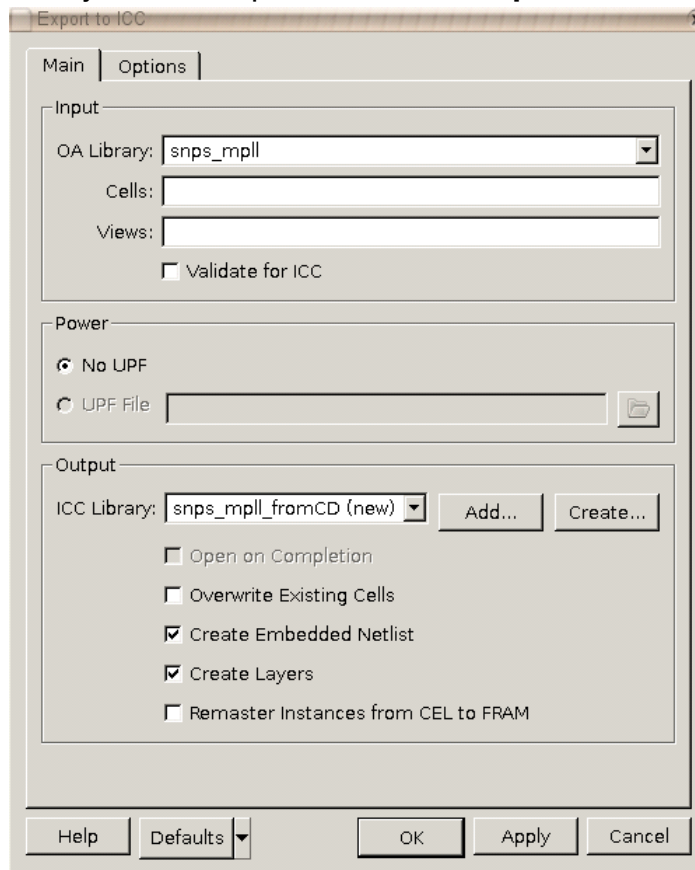 Export to ICC
Main
Options
Input
OA Library: snps_mpll
Cells:
Views:
Validate for ICC
Power
No UPF
UPF File
Output
ICC Library: snps_mpll_fromCD (new) Add... Create...
Open on Completion
Overwrite Existing Cells
Create Embedded Netlist
Create Layers
Remaster Instances from CEL to FRAM
Help Defaults OK Apply Cancel